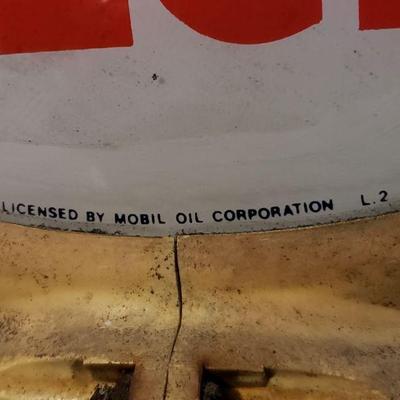 LICENSED BY MOBIL OIL CORPORATION L.2